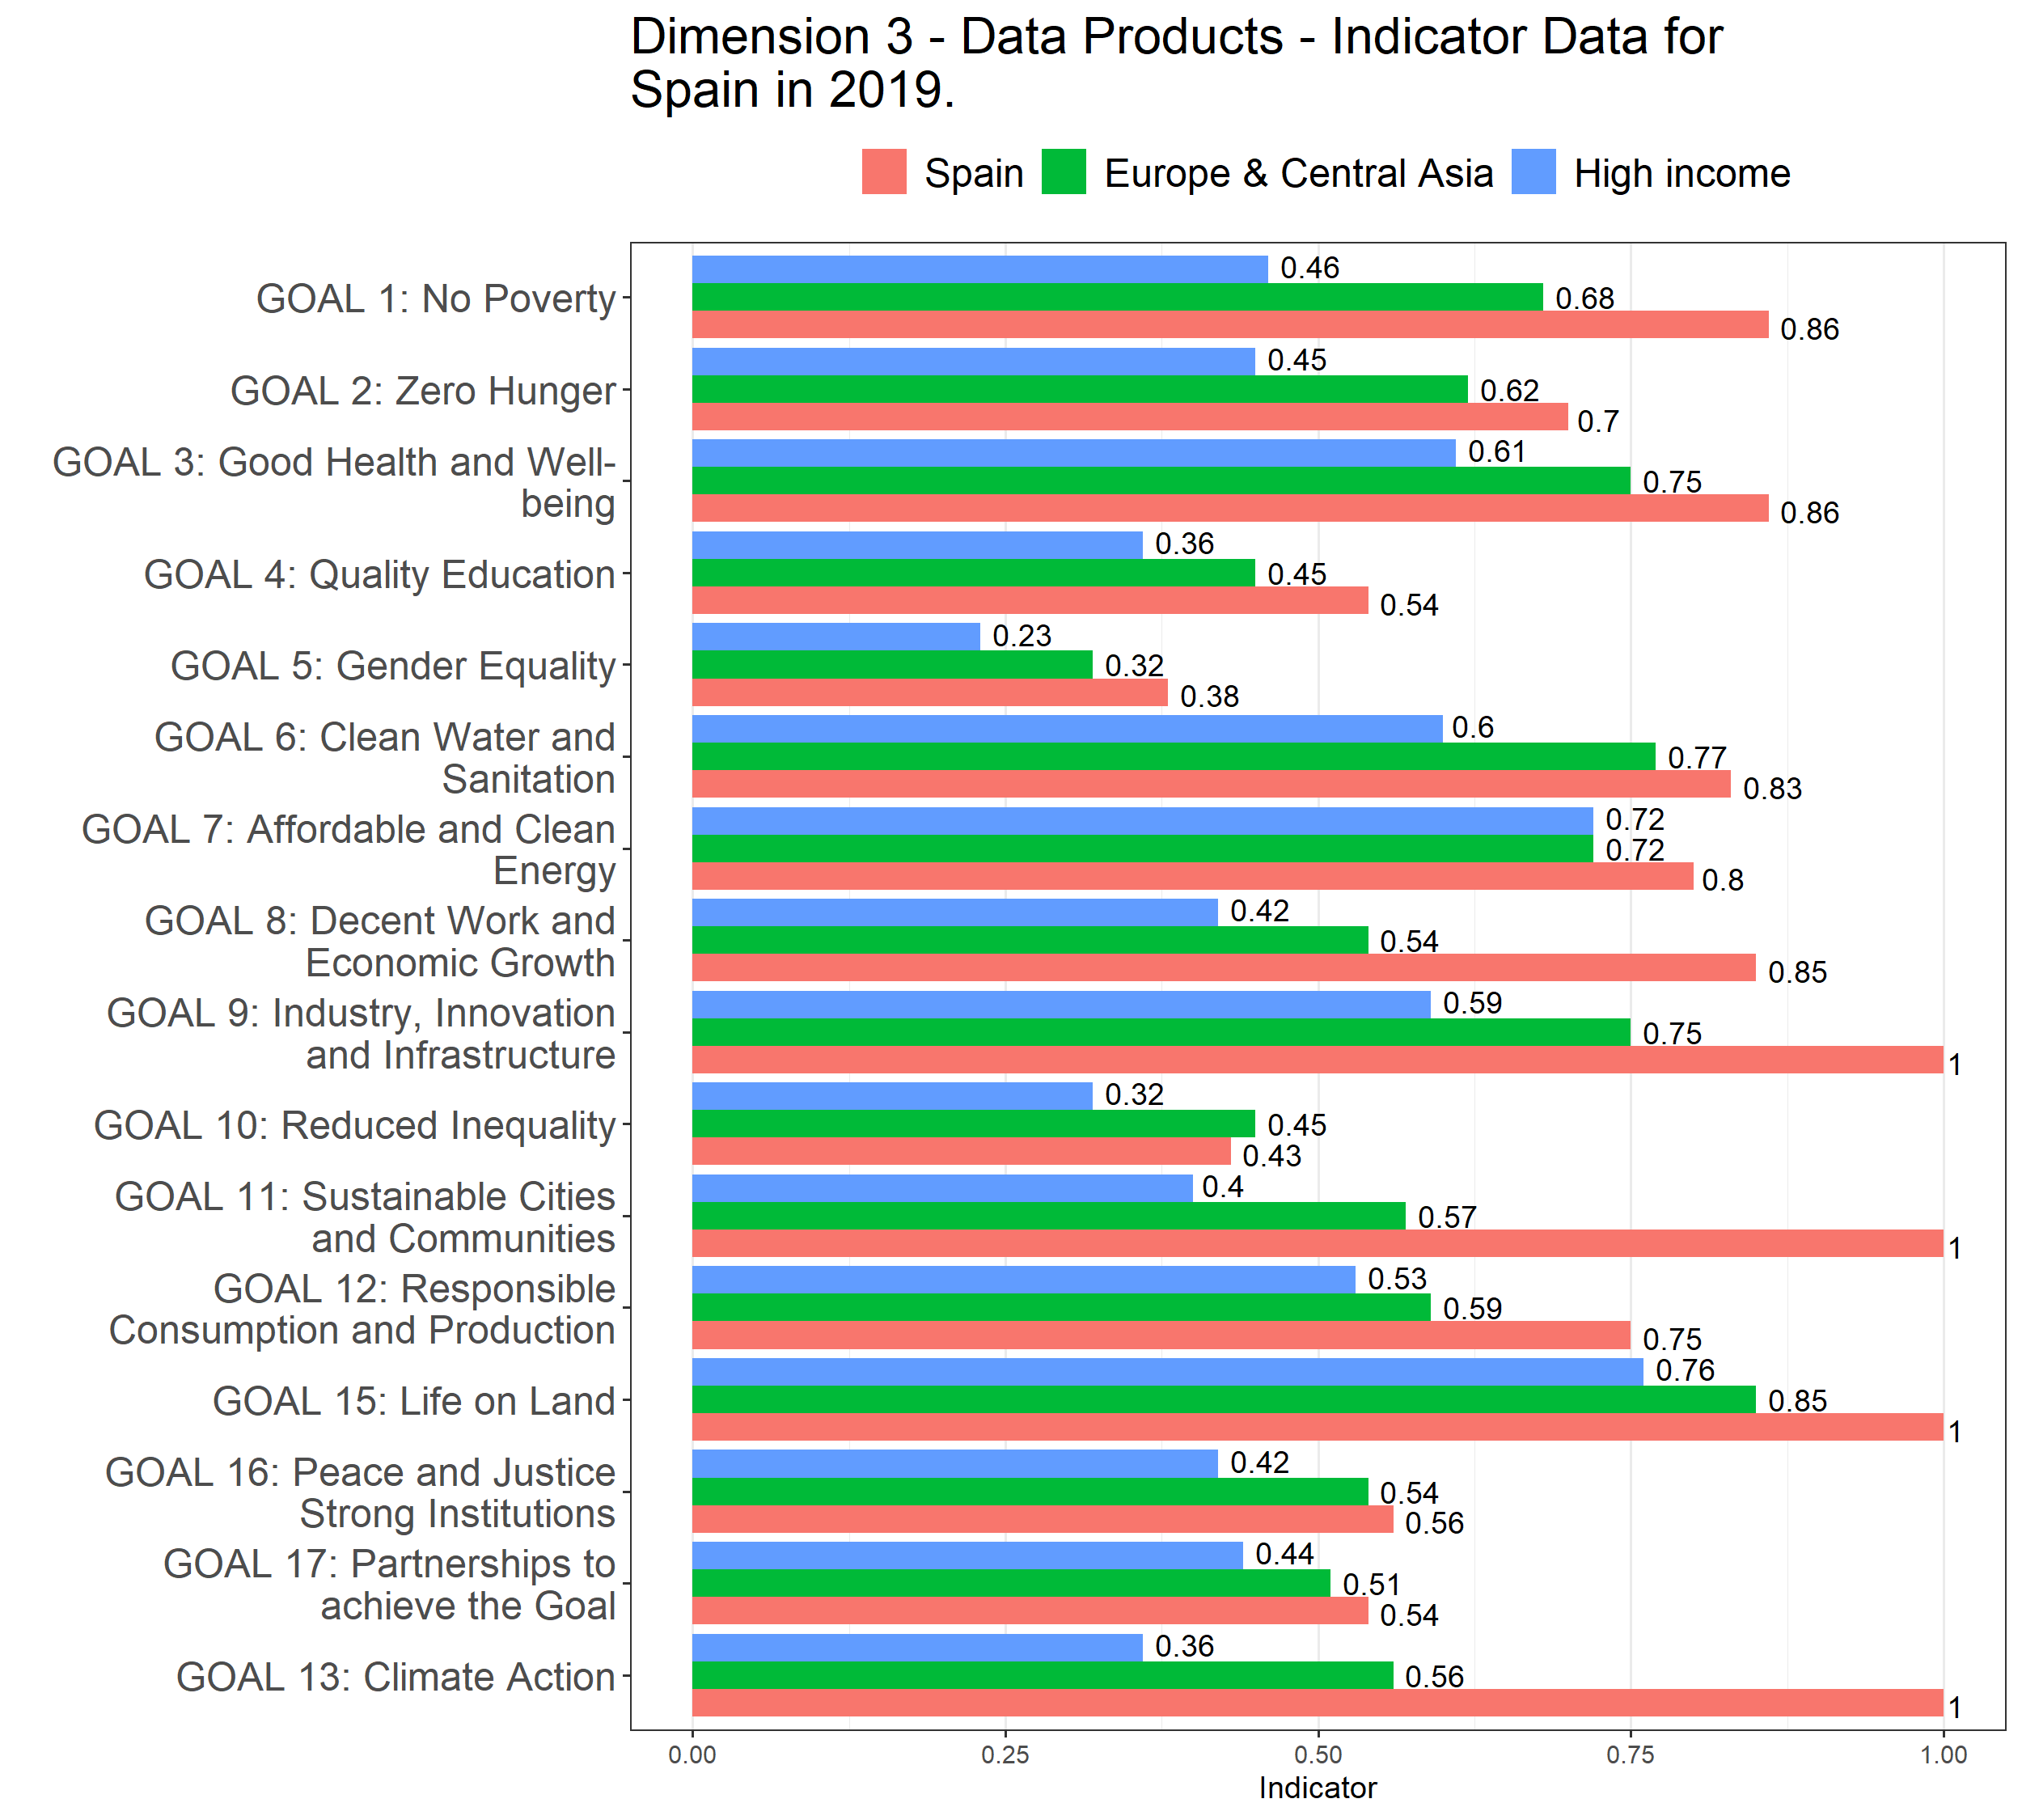 Dimension 3 - Data Products - Indicator Data for
Spain in 2019.
Spain Europe & Central Asia High income
GOAL 1: No Poverty
0.46
0.68
0.86
GOAL 2: Zero Hunger
0.45
0.62
0.7
GOAL 3: Good Health and Well-
being
0.61
0.75
0.86
GOAL 4: Quality Education
0.36
0.45
0.54
GOAL 5: Gender Equality
0.23
0.32
0.38
GOAL 6: Clean Water and
Sanitation
0.6
0.77
0.83
GOAL 7: Affordable and Clean
Energy
0.72
0.72
0.8
GOAL 8: Decent Work and
Economic Growth
0.42
0.54
0.85
GOAL 9: Industry, Innovation
and Infrastructure
0.59
0.75
1
GOAL 10: Reduced Inequality
0.32
0.45
0.43
GOAL 11: Sustainable Cities
and Communities
0.4
0.57
1
GOAL 12: Responsible
Consumption and Production
0.53
0.59
0.75
GOAL 15: Life on Land
0.76
0.85
1
GOAL 16: Peace and Justice
Strong Institutions
0.42
0.54
0.56
GOAL 17: Partnerships to
achieve the Goal
0.44
0.51
0.54
GOAL 13: Climate Action
0.36
0.56
1
0.00 0.25 0.50 0.75 1.00
Indicator